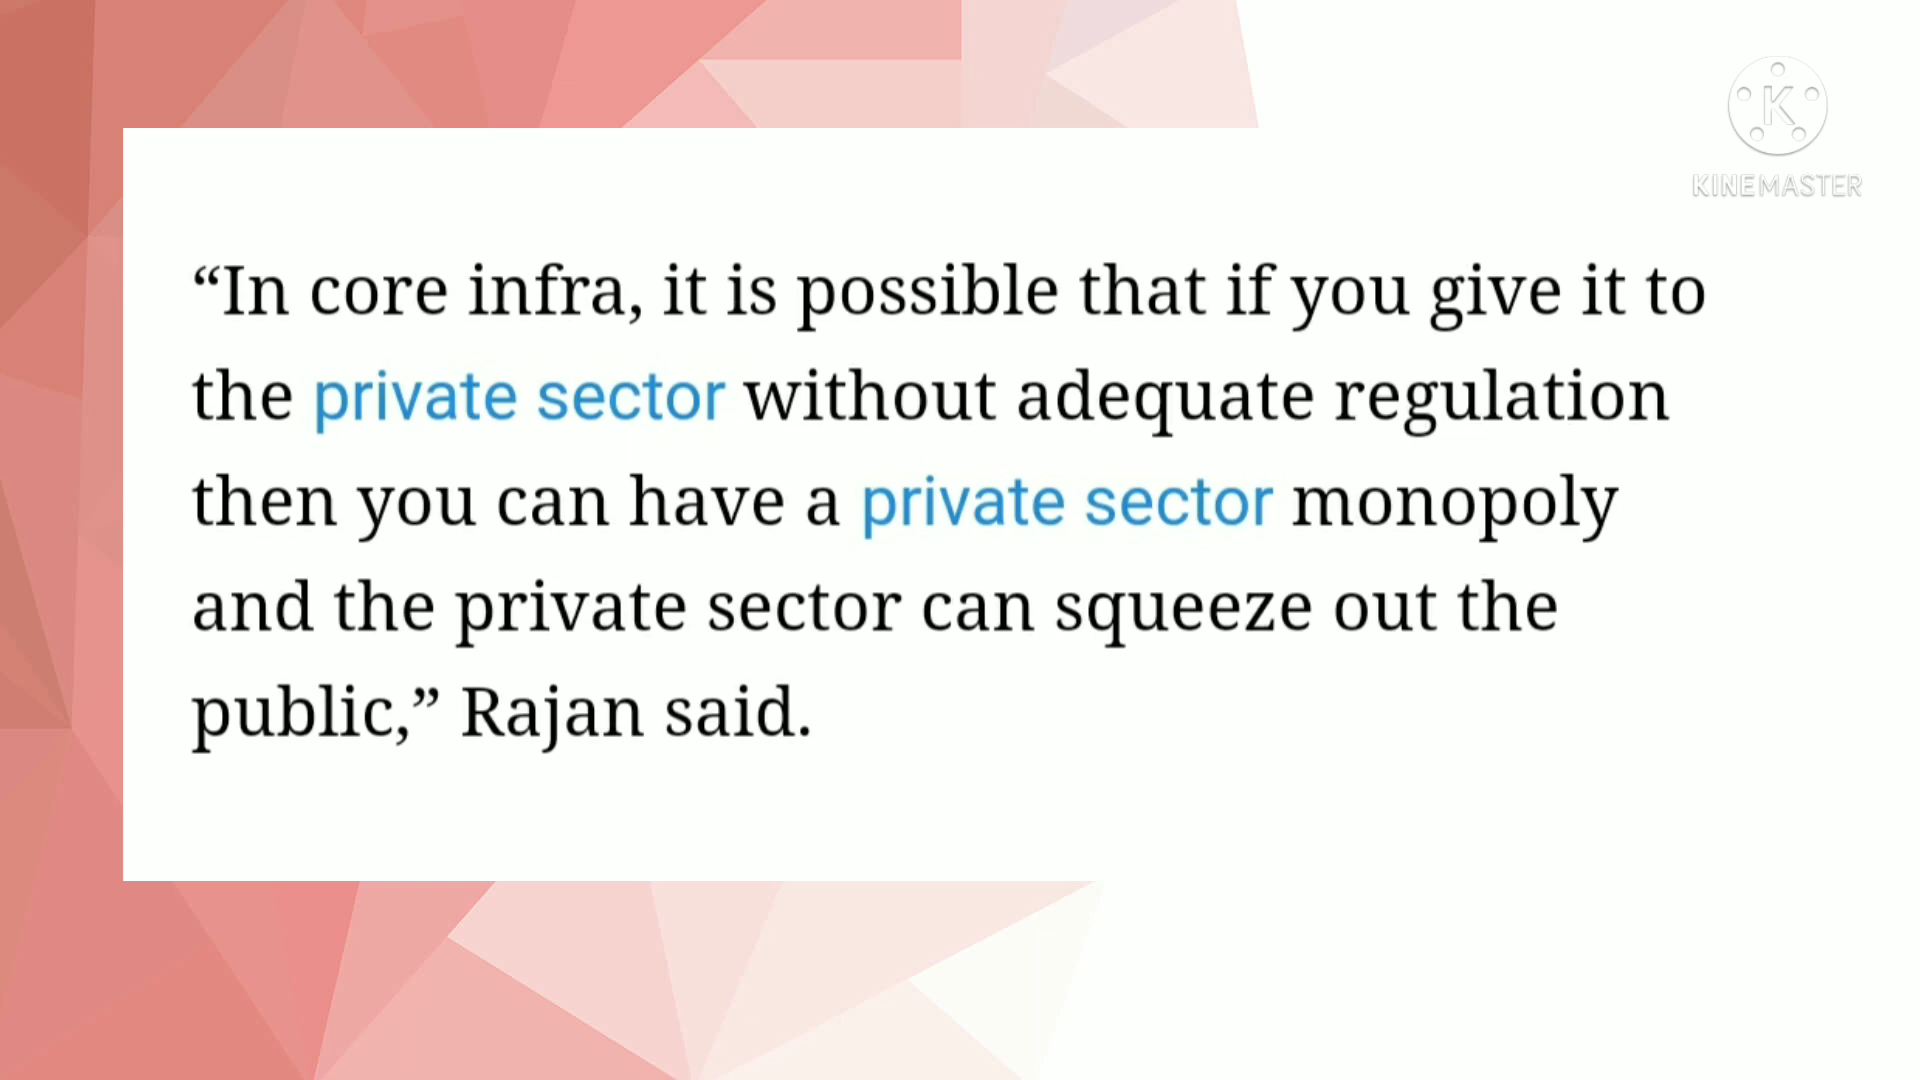 K
KINEMASTER
“In core infra, it is possible that if you give it to
the private sector without adequate regulation
then you can have a private sector monopoly
and the private sector can squeeze out the
public,” Rajan said.